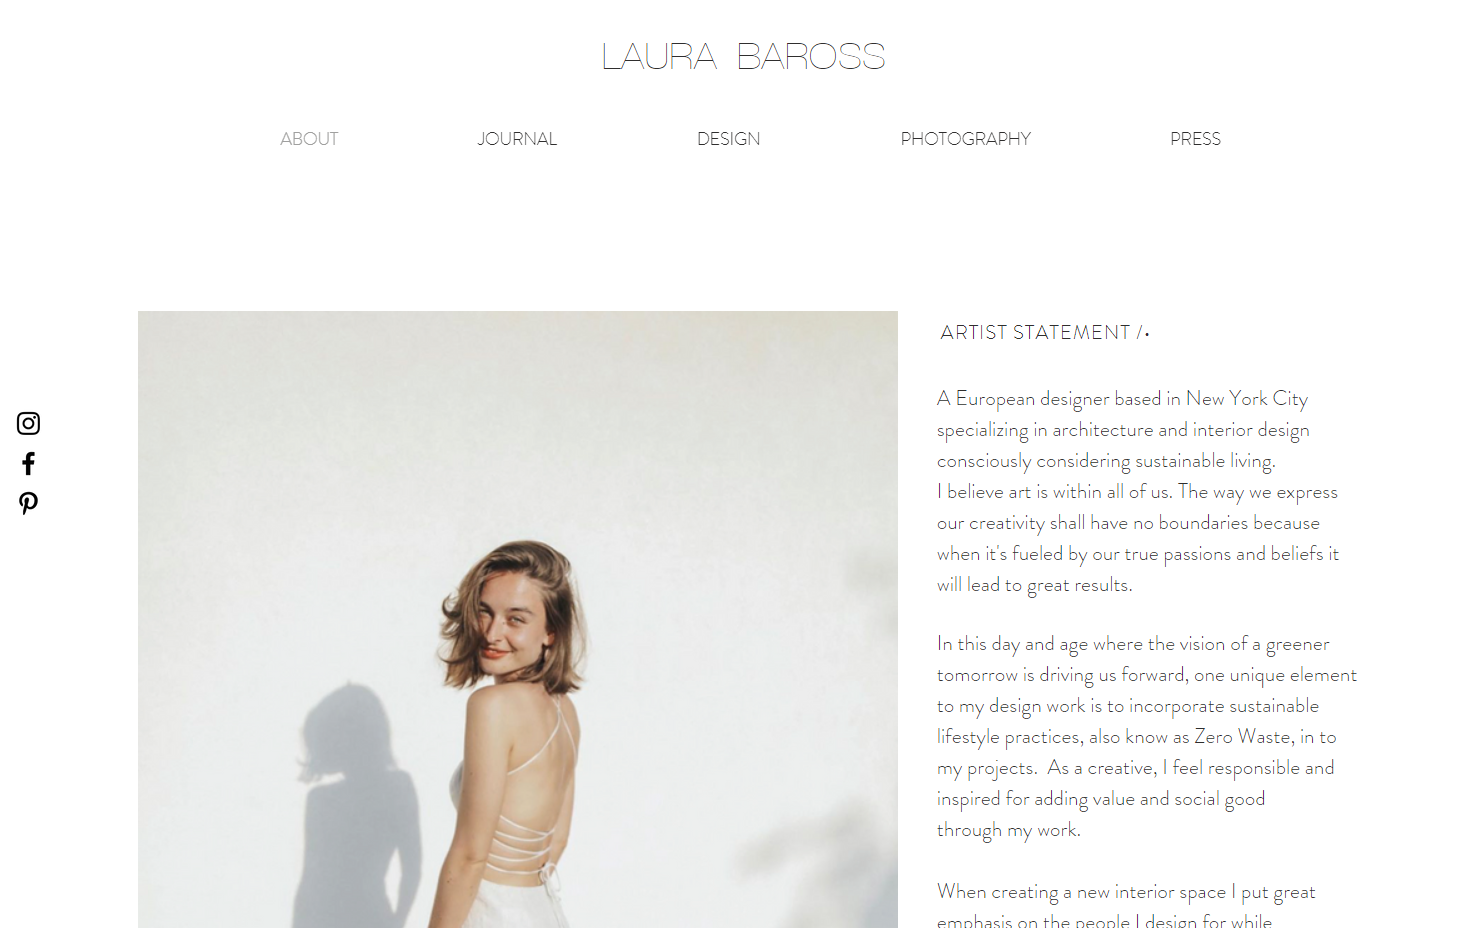 LAURA BAROSS
ABOUT
JOURNAL
DESIGN
PHOTOGRAPHY
PRESS
ARTIST STATEMENT /•
A European designer based in New York City
specializing in architecture and interior design
consciously considering sustainable living.
I believe art is within all of us. The way we express
our creativity shall have no boundaries because
when it's fueled by our true passions and beliefs it
will lead to great results.
In this day and age where the vision of a greener
tomorrow is driving us forward, one unique element
to my design work is to incorporate sustainable
lifestyle practices, also know as Zero Waste, in to
my projects.  As a creative, I feel responsible and
inspired for adding value and social good
through my work.
When creating a new interior space I put great
emphasis on the people I design for while